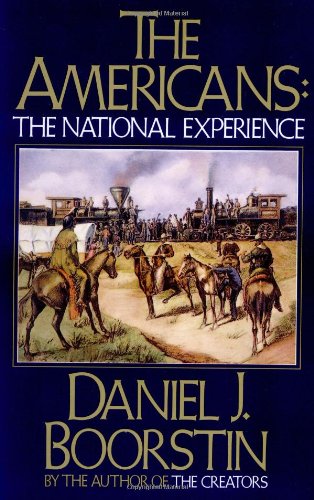 THE
AMERICANS:
THE NATIONAL EXPERIENCE
DANIEL J.
BOORSTIN
BY THE AUTHOR OF THE CREATORS